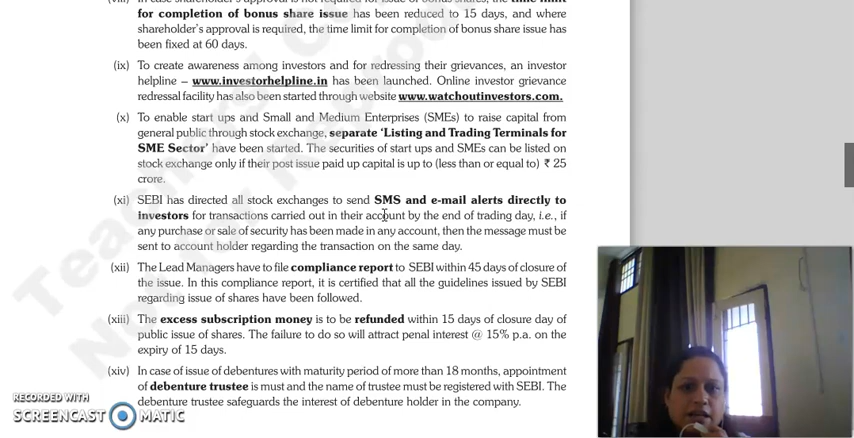 (viii) In case shareholder's approval is not required for issue of bonus shares, the time limit
for completion of bonus share issue has been reduced to 15 days, and where
shareholder's approval is required, the time limit for completion of bonus share issue has
been fixed at 60 days.
(ix) To create awareness among investors and for redressing their grievances, an investor
helpline – www.investorhelpline.in has been launched. Online investor grievance
redressal facility has also been started through website www.watchoutinvestors.com.
(x) To enable start ups and Small and Medium Enterprises (SMEs) to raise capital from
general public through stock exchange, separate 'Listing and Trading Terminals for
SME Sector' have been started. The securities of start ups and SMEs can be listed on
stock exchange only if their post issue paid up capital is up to (less than or equal to) ₹ 25
crore.
(xi) SEBI has directed all stock exchanges to send SMS and e-mail alerts directly to
investors for transactions carried out in their account by the end of trading day, i.e., if
any purchase or sale of security has been made in any account, then the message must be
sent to account holder regarding the transaction on the same day.
(xii) The Lead Managers have to file compliance report to SEBI within 45 days of closure of
the issue. In this compliance report, it is certified that all the guidelines issued by SEBI
regarding issue of shares have been followed.
(xiii) The excess subscription money is to be refunded within 15 days of closure day of
public issue of shares. The failure to do so will attract penal interest @ 15% p.a. on the
expiry of 15 days.
(xiv) In case of issue of debentures with maturity period of more than 18 months, appointment
of debenture trustee is must and the name of trustee must be registered with SEBI. The
debenture trustee safeguards the interest of debenture holder in the company.
RECORDED WITH
SCREENCAST MATIC